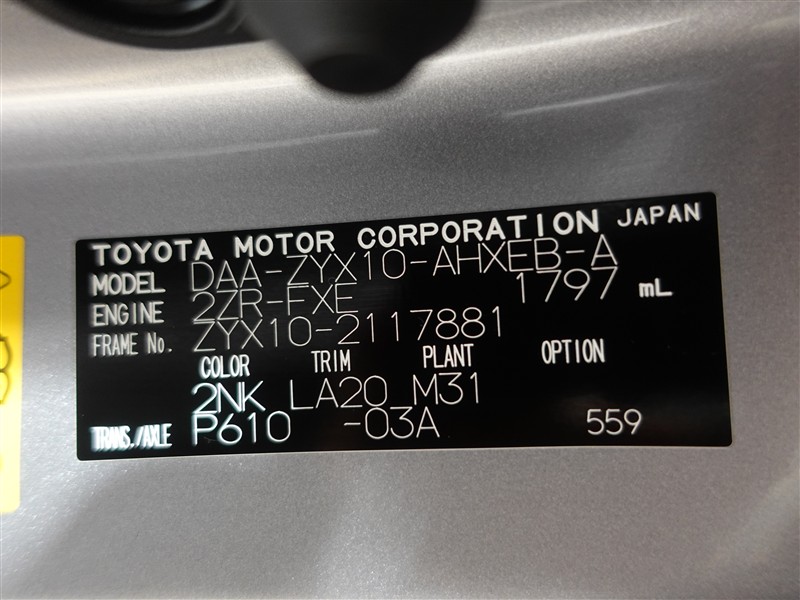 TOYOTA MOTOR CORPORATION JAPAN
MODEL DAA-ZYX10-AHXEB-A
ENGINE 2ZR-FXE 1797 mL
FRAME No. ZYX10-2117881
COLOR TRIM PLANT OPTION
2NK LA20 M31
TRANS./AXLE P610 -03A 559